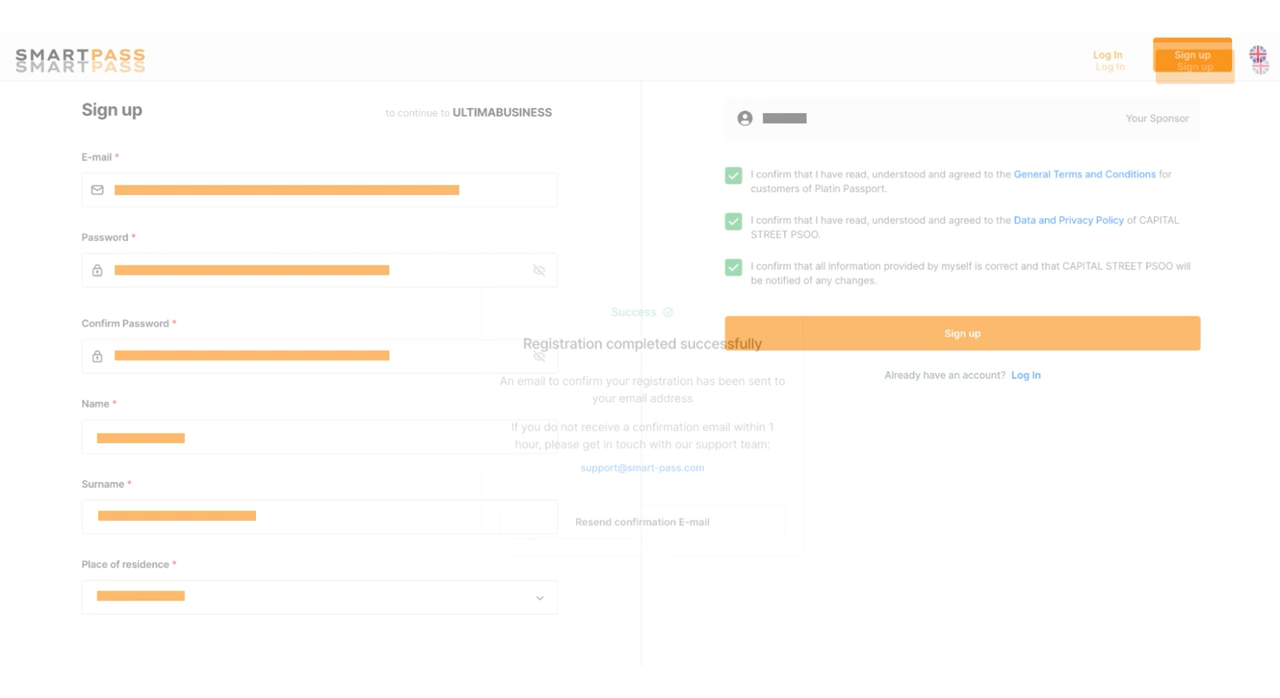 SMARTPASS
SMARTPASS
Log In
Log In
Sign up
Sign up
Sign up
to continue to ULTIMABUSINESS
E-mail *
Password *
Confirm Password *
Name *
Surname *
Place of residence *
Your Sponsor
I confirm that I have read, understood and agreed to the General Terms and Conditions for
customers of Platin Passport.
I confirm that I have read, understood and agreed to the Data and Privacy Policy of CAPITAL
STREET PSOO.
I confirm that all information provided by myself is correct and that CAPITAL STREET PSOO will
be notified of any changes.
Sign up
Already have an account? Log In
Success
Registration completed successfully
An email to confirm your registration has been sent to
your email address
If you do not receive a confirmation email within 1
hour, please get in touch with our support team:
support@smart-pass.com
Resend confirmation E-mail